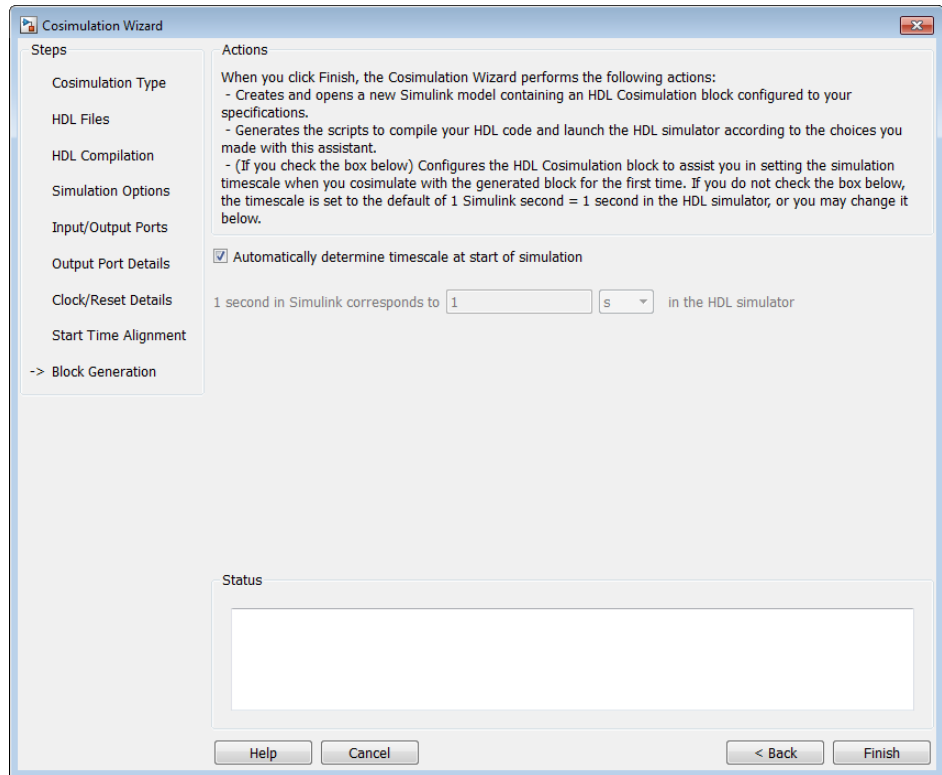 Cosimulation Wizard
Steps
Cosimulation Type
HDL Files
HDL Compilation
Simulation Options
Input/Output Ports
Output Port Details
Clock/Reset Details
Start Time Alignment
-> Block Generation
Actions
When you click Finish, the Cosimulation Wizard performs the following actions:
- Creates and opens a new Simulink model containing an HDL Cosimulation block configured to your
specifications.
- Generates the scripts to compile your HDL code and launch the HDL simulator according to the choices you
made with this assistant.
- (If you check the box below) Configures the HDL Cosimulation block to assist you in setting the simulation
timescale when you cosimulate with the generated block for the first time. If you do not check the box below,
the timescale is set to the default of 1 Simulink second = 1 second in the HDL simulator, or you may change it
below.
Automatically determine timescale at start of simulation
1 second in Simulink corresponds to 1 s in the HDL simulator
Status
Help Cancel < Back Finish